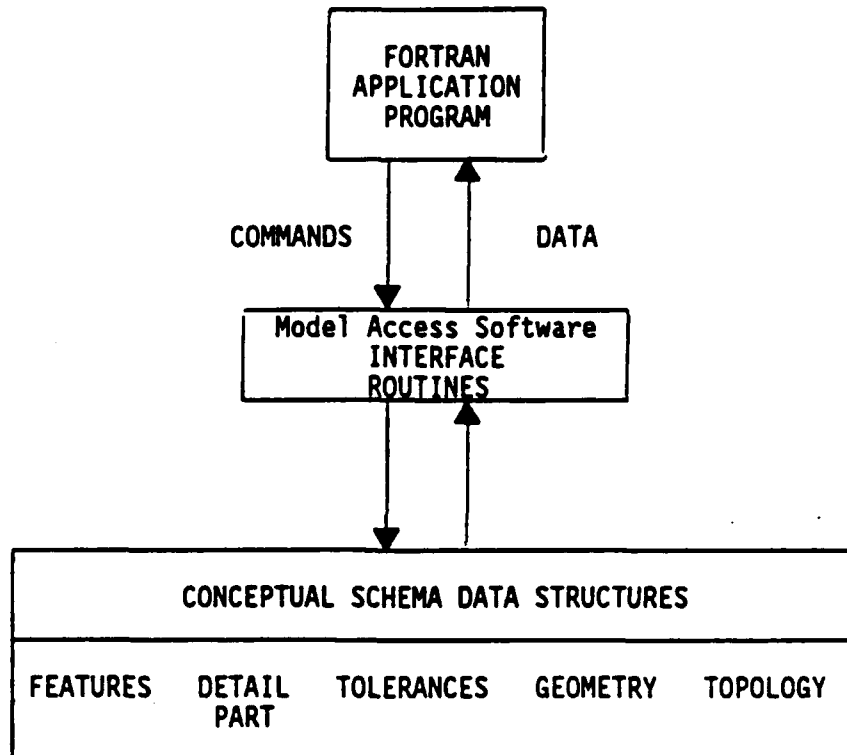 FORTRAN
APPLICATION
PROGRAM
COMMANDS DATA
Model Access Software
INTERFACE
ROUTINES
CONCEPTUAL SCHEMA DATA STRUCTURES
FEATURES DETAIL PART TOLERANCES GEOMETRY TOPOLOGY